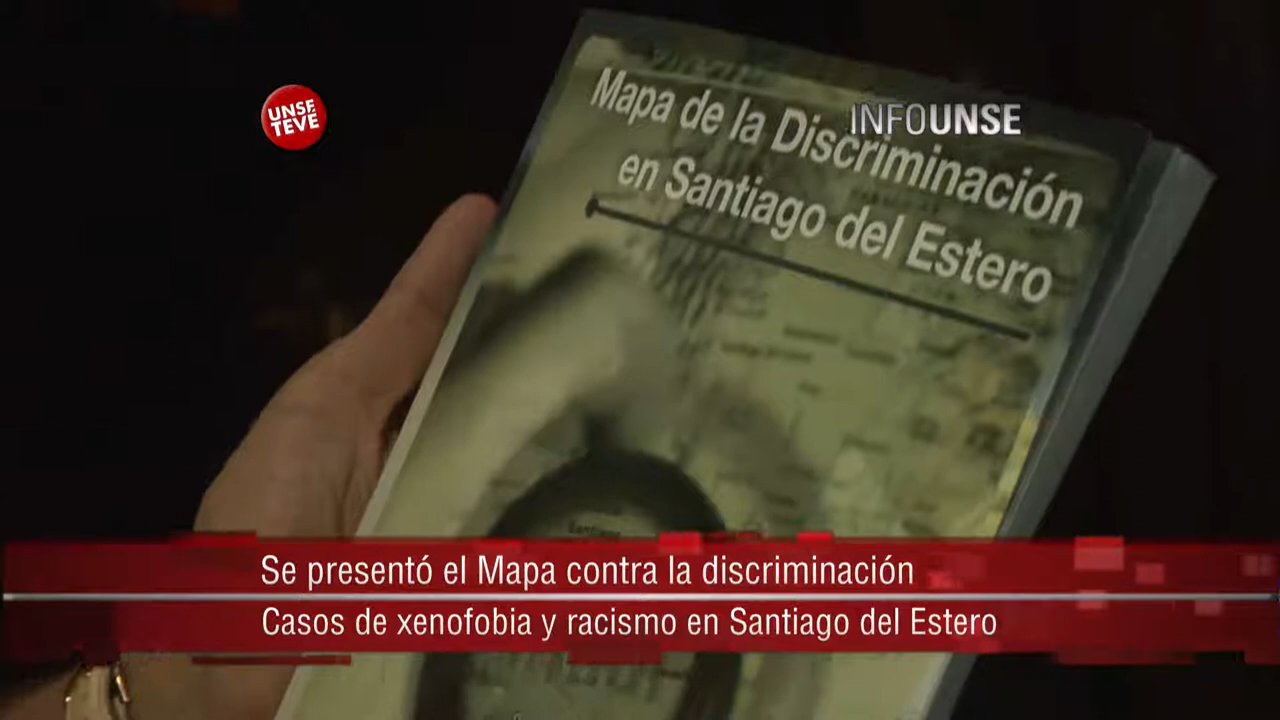 UNSE
TEVE
INFOUNSE
Mapa de la Discriminación
en Santiago del Estero
Se presentó el Mapa contra la discriminación
Casos de xenofobia y racismo en Santiago del Estero